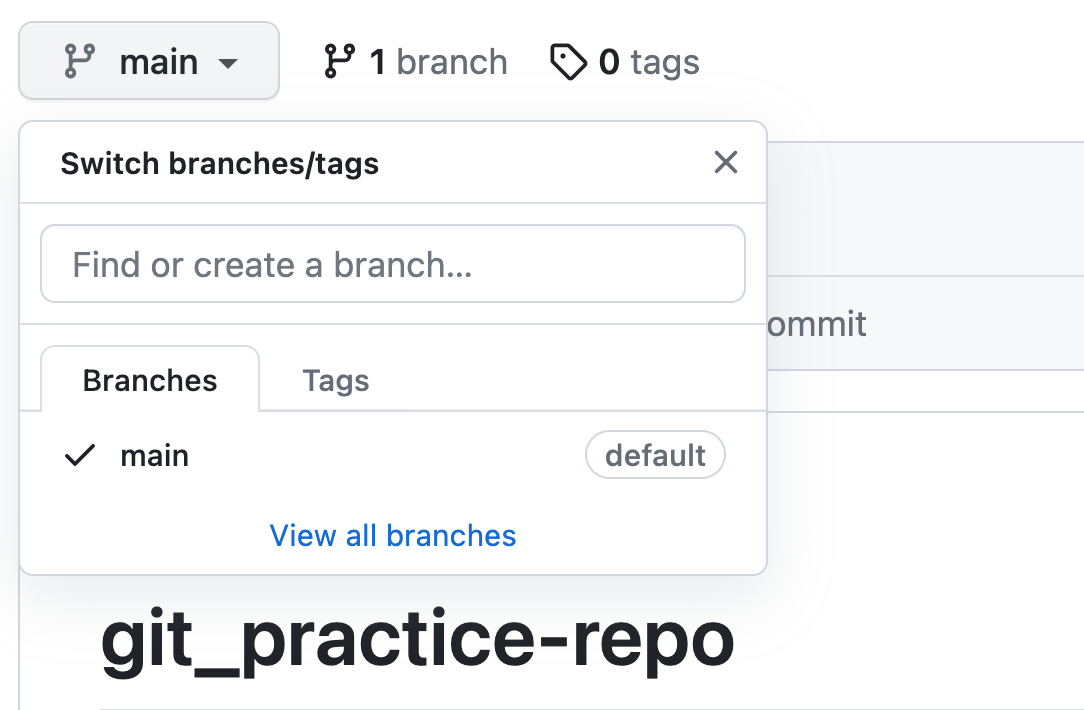 main 1 branch 0 tags
Switch branches/tags
Find or create a branch...
ommit
Branches Tags
main default
View all branches
git_practice-repo